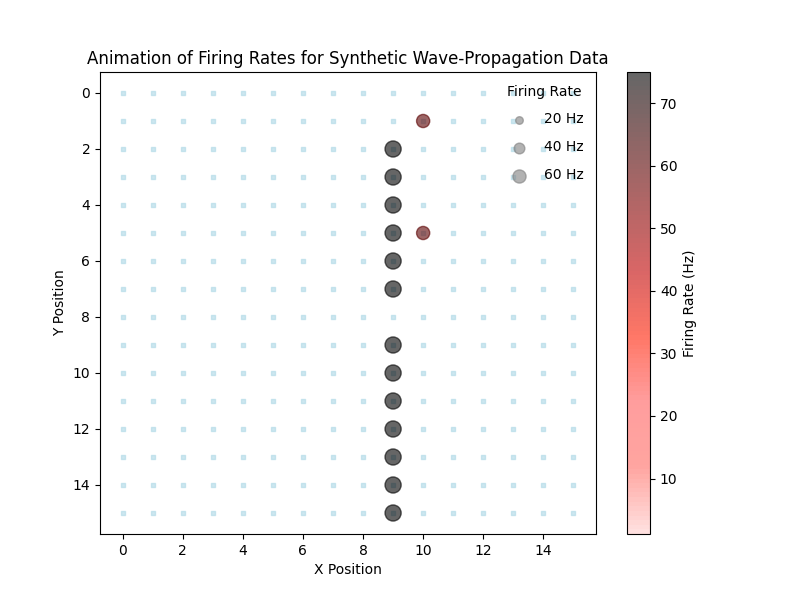 Animation of Firing Rates for Synthetic Wave-Propagation Data
Firing Rate
20 Hz
40 Hz
60 Hz
0
2
4
6
8
10
12
14
Y Position
0 2 4 6 8 10 12 14
X Position
70
60
50
40
30
20
10
Firing Rate (Hz)